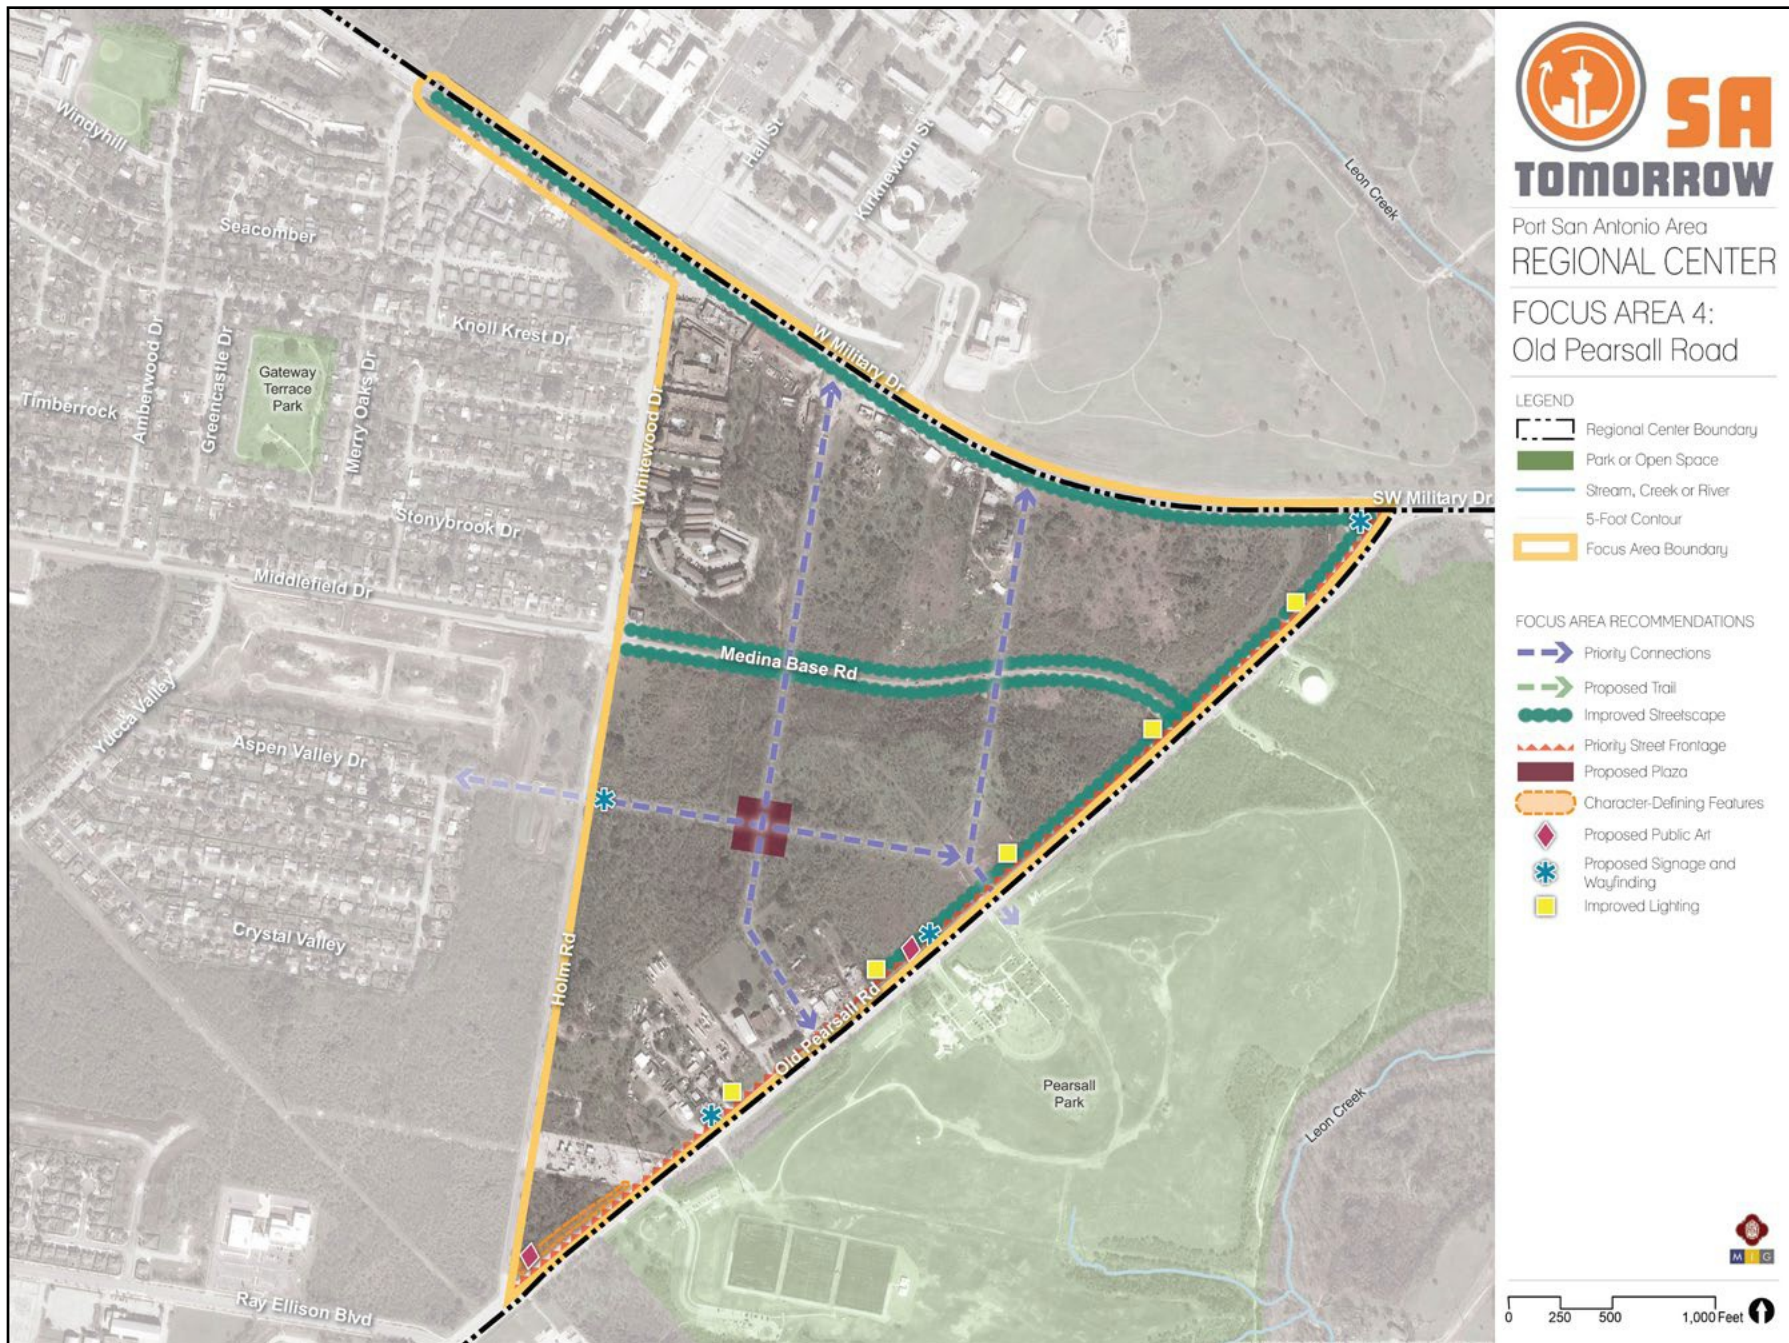 Windyhill
Seacomber
Knoll Krest Dr
Amberwood Dr
Greencastle Dr
Gateway
Terrace
Park
Merry Oaks Dr
Timberrock
Stonybrook Dr
Middlefield Dr
Yucca Valley
Aspen Valley Dr
Crystal Valley
Ray Ellison Blvd
Whitewood Dr
Holm Rd
Hall St
Kirknewton St
W Military Dr
SW Military Dr
Medina Base Rd
Old Pearsall Rd
Pearsall
Park
Leon Creek
Leon Creek
SA
TOMORROW
Port San Antonio Area
REGIONAL CENTER
FOCUS AREA 4:
Old Pearsall Road
LEGEND
Regional Center Boundary
Park or Open Space
Stream, Creek or River
5-Foot Contour
Focus Area Boundary
FOCUS AREA RECOMMENDATIONS
Priority Connections
Proposed Trail
Improved Streetscape
Priority Street Frontage
Proposed Plaza
Character-Defining Features
Proposed Public Art
Proposed Signage and
Wayfinding
Improved Lighting
M I G
0 250 500 1,000 Feet